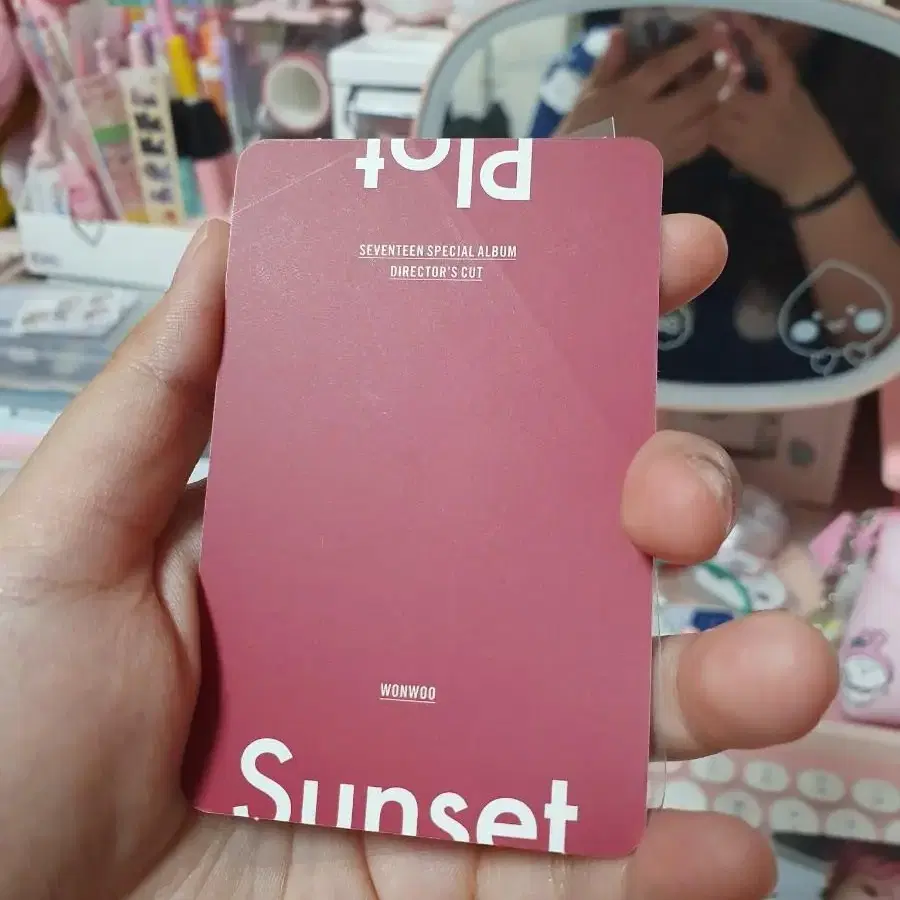 Plot
SEVENTEEN SPECIAL ALBUM
DIRECTOR'S CUT
WONWOO
Sunset